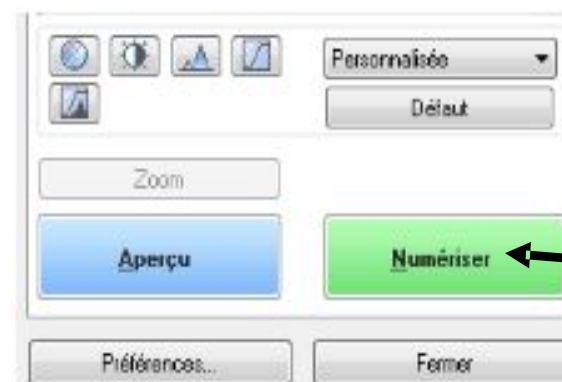 Personnalisée
Défaut
Zoom
Aperçu
Numériser
Préférences...
Fermer